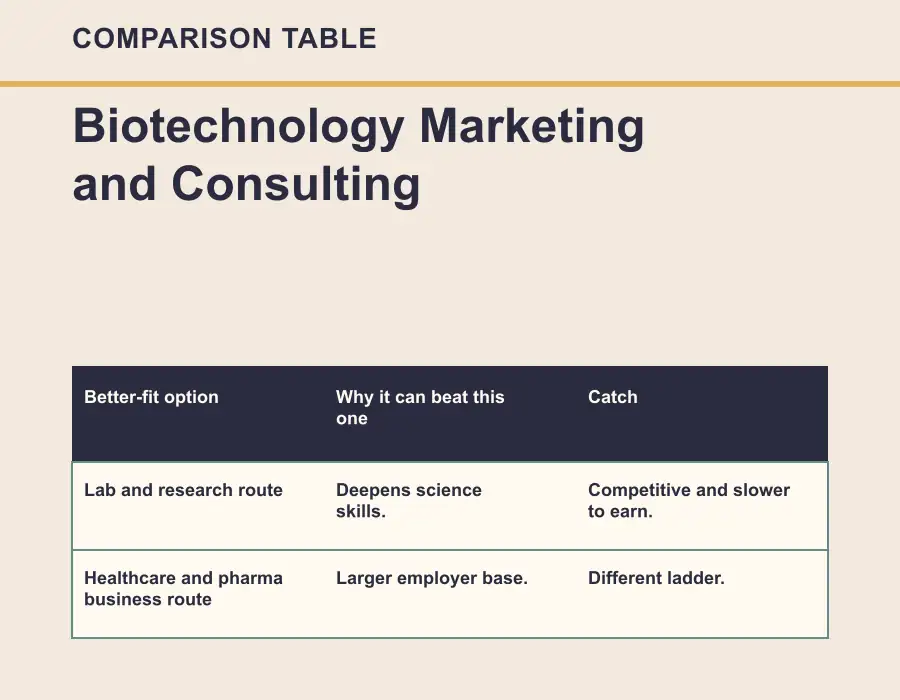 COMPARISON TABLE
Biotechnology Marketing
and Consulting
Better-fit option
Why it can beat this
one
Catch
Lab and research route
Deepens science
skills.
Competitive and slower
to earn.
Healthcare and pharma
business route
Larger employer base.
Different ladder.